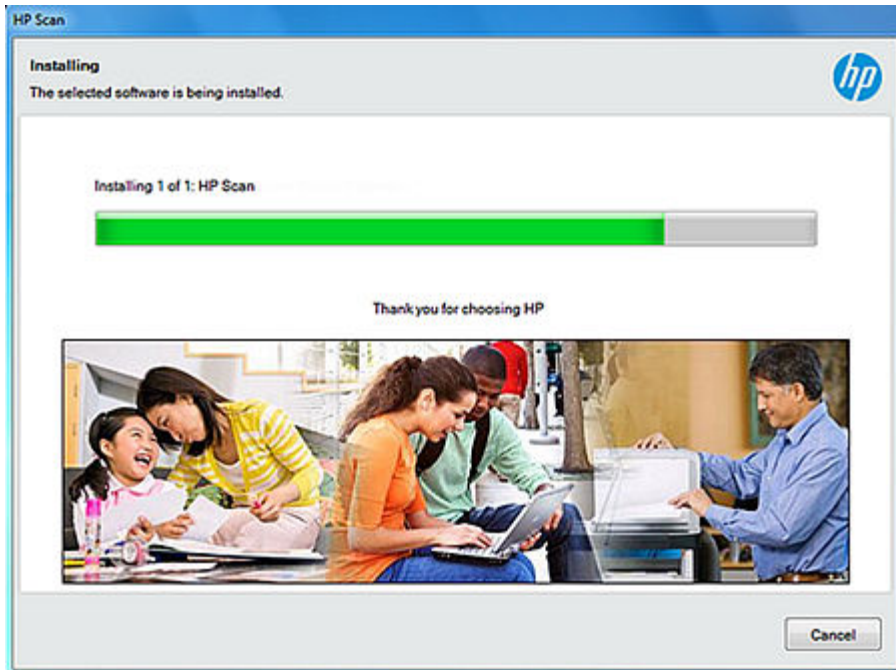 HP Scan
Installing
The selected software is being installed.
hp
Installing 1 of 1: HP Scan
Thank you for choosing HP
Cancel